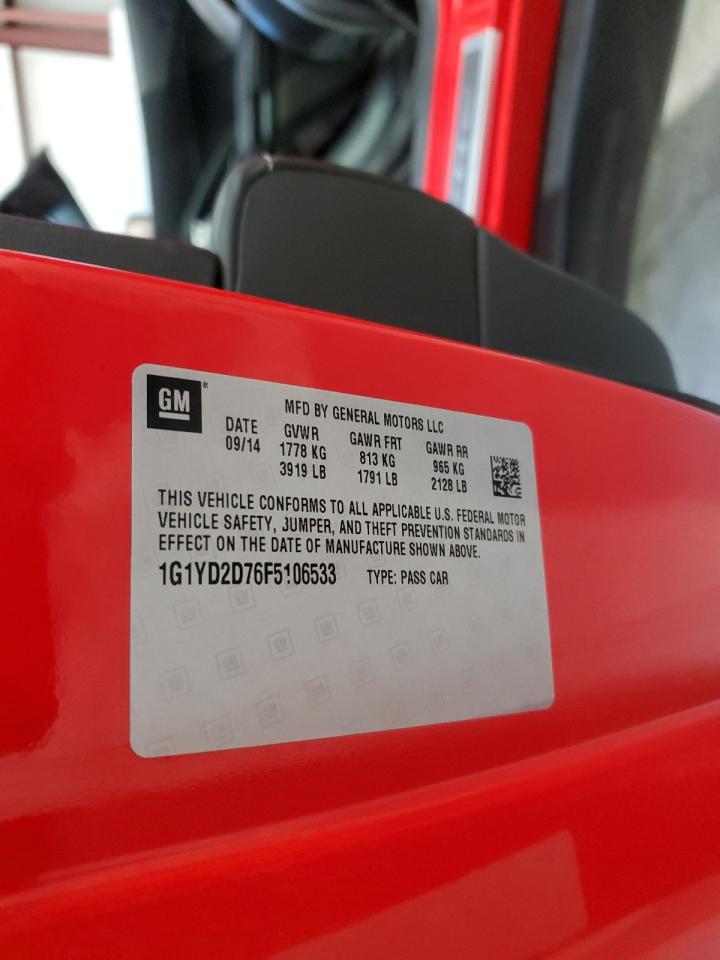 GM
MFD BY GENERAL MOTORS LLC
DATE GVWR GAWR FRT GAWR RR
09/14 1778 KG 813 KG 965 KG
3919 LB 1791 LB 2128 LB
THIS VEHICLE CONFORMS TO ALL APPLICABLE U.S. FEDERAL MOTOR
VEHICLE SAFETY, JUMPER, AND THEFT PREVENTION STANDARDS IN
EFFECT ON THE DATE OF MANUFACTURE SHOWN ABOVE.
1G1YD2D76F5106533 TYPE: PASS CAR